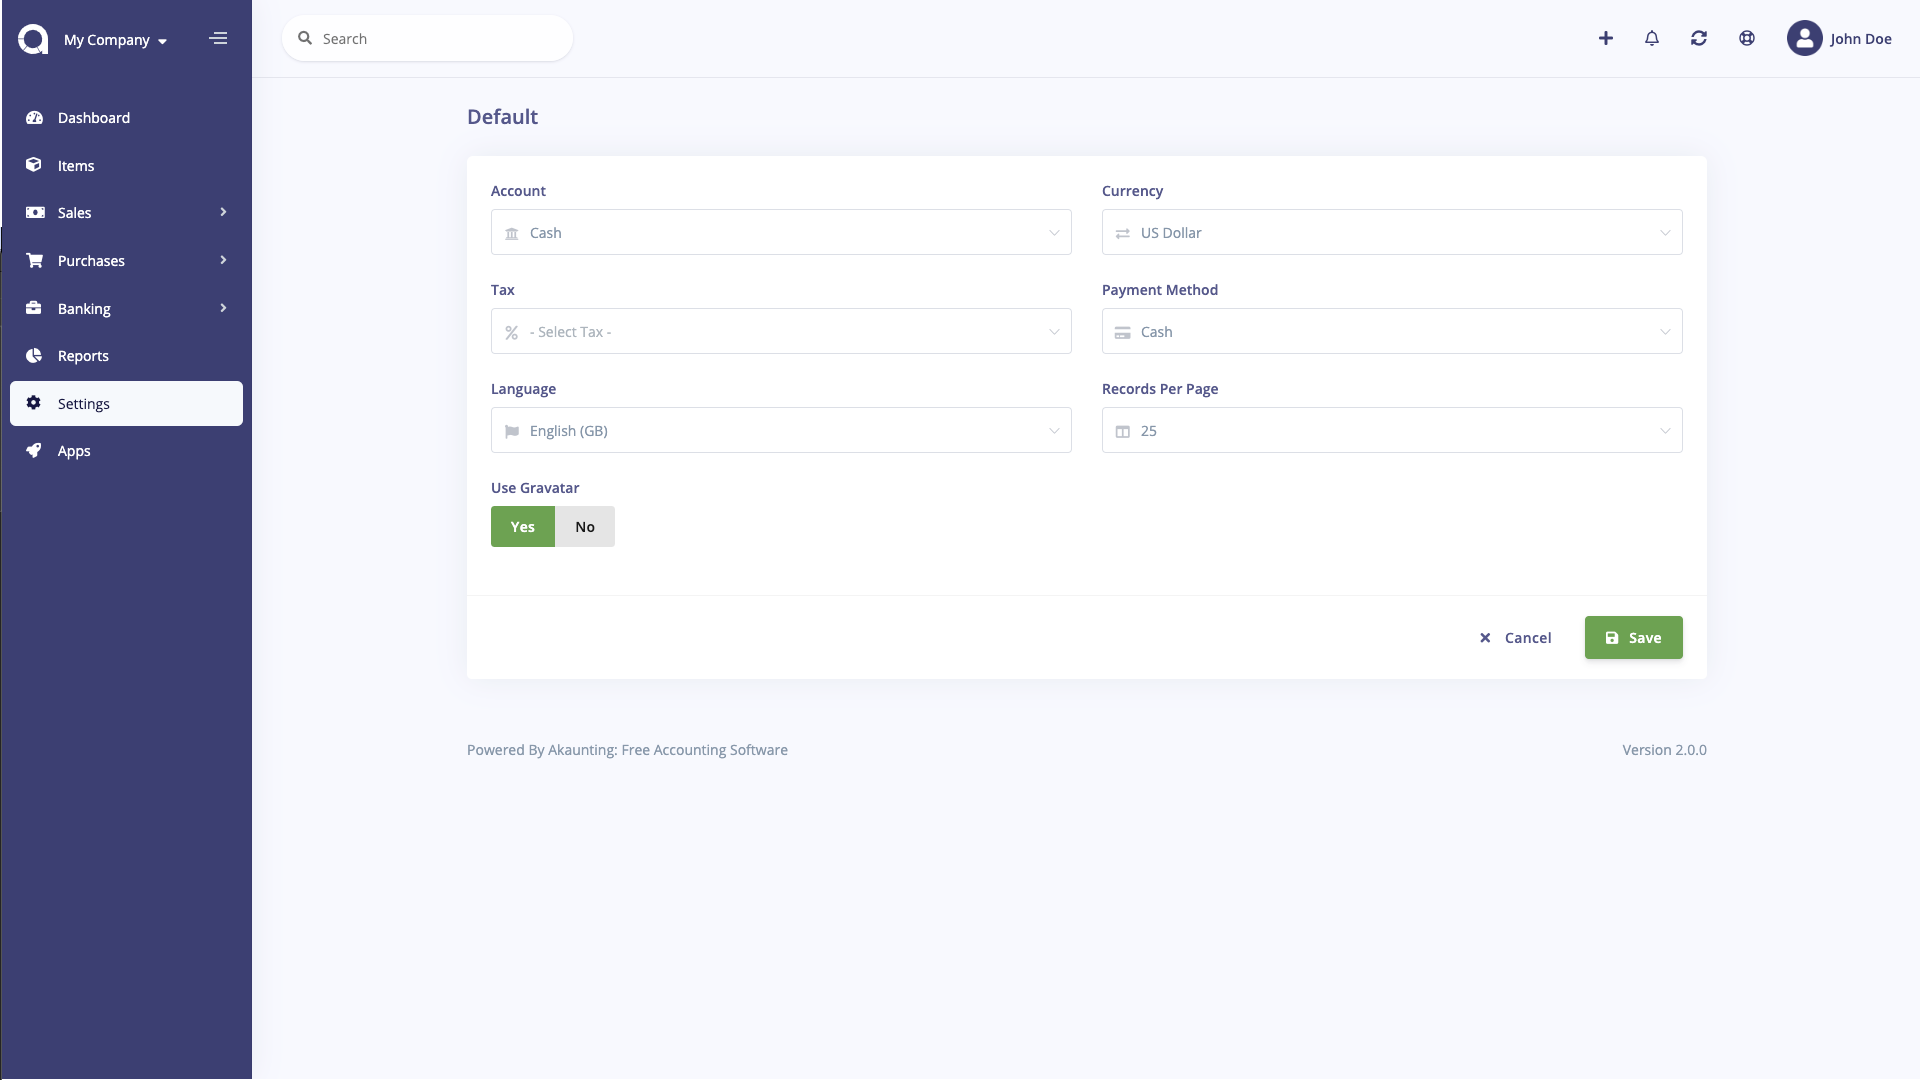 My Company
Search
John Doe
Dashboard
Items
Sales
Purchases
Banking
Reports
Settings
Apps
Default
Account
Currency
Cash
US Dollar
Tax
Payment Method
- Select Tax -
Cash
Language
Records Per Page
English (GB)
25
Use Gravatar
Yes
No
Cancel
Save
Powered By Akaunting: Free Accounting Software
Version 2.0.0